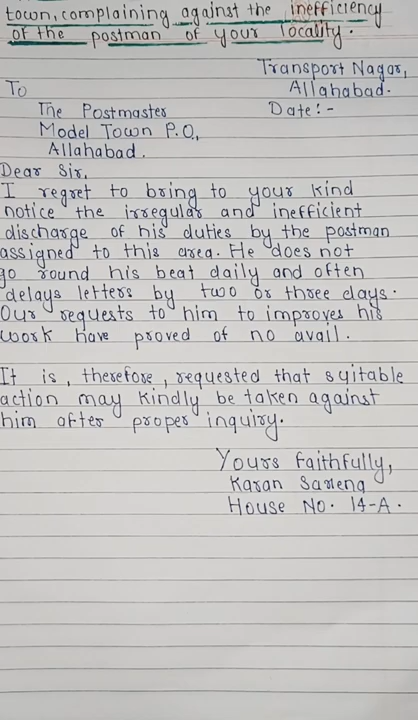 town, complaining against the inefficiency
of the postman of your locality.
Transport Nagar,
To Allahabad.
The Postmaster Date:-
Model Town P.O,
Allahabad.
Dear Sir,
I regret to bring to your kind
notice the irregular and inefficient
discharge of his duties by the postman
assigned to this area. He does not
go round his beat daily and often
delays letters by two or three days.
Our requests to him to improves his
work have proved of no avail.
It is, therefore, requested that suitable
action may kindly be taken against
him after proper inquiry.
Yours Faithfully,
Karan
House No. 14-A.